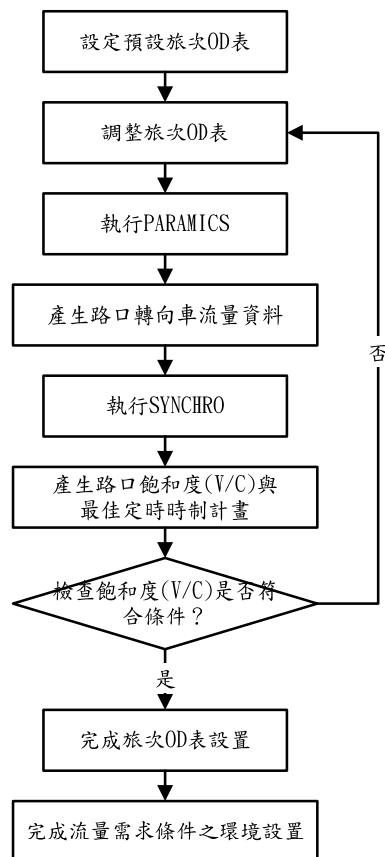 設定預設旅次OD表
調整旅次OD表
執行PARAMICS
產生路口轉向車流量資料
否
執行SYNCHRO
產生路口飽和度(V/C)與
最佳定時時制計畫
檢查飽和度(V/C)是否符
合條件？
是
完成旅次OD表設置
完成流量需求條件之環境設置